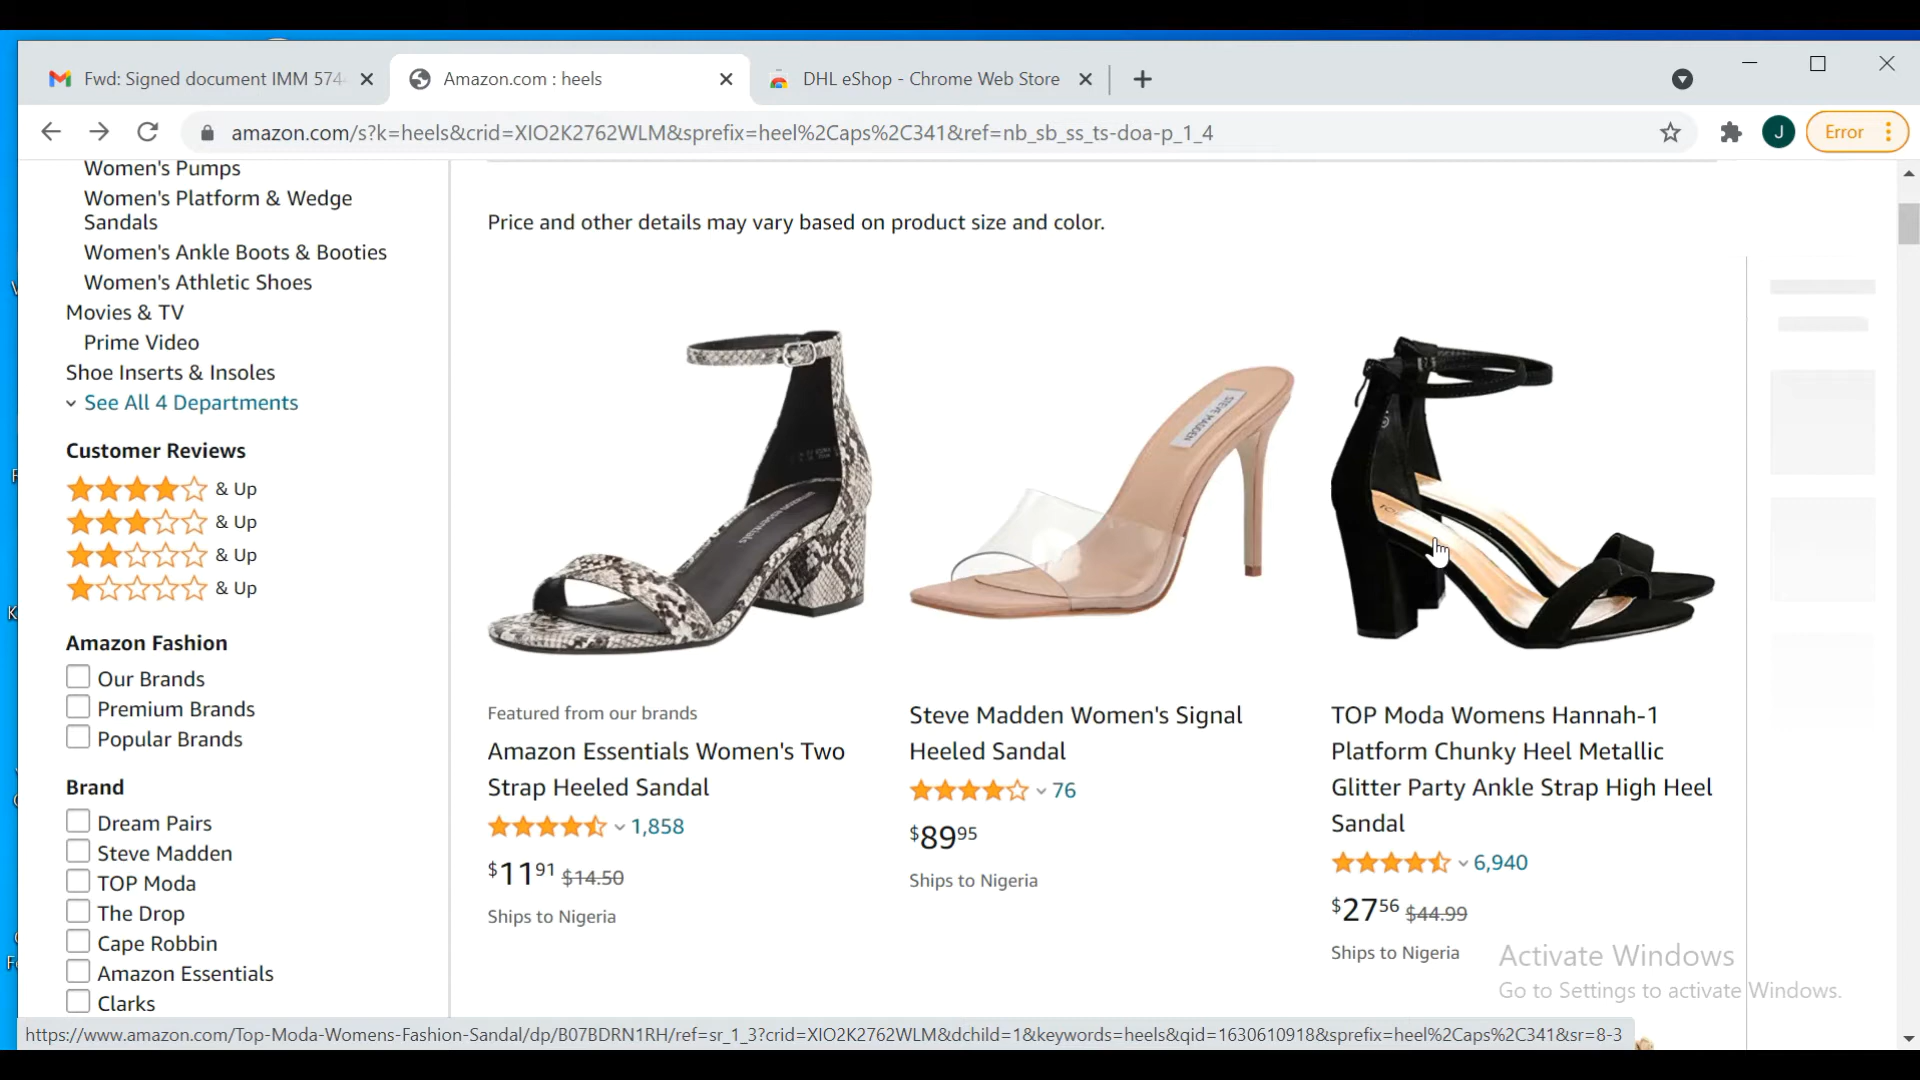 Fwd: Signed document IMM 574
Amazon.com : heels
DHL eShop - Chrome Web Store
amazon.com/s?k=heels&crid=XIO2K2762WLM&sprefix=heel%2Caps%2C341&ref=nb_sb_ss_ts-doa-p_1_4
J
Error
Women's Pumps
Women's Platform & Wedge
Sandals
Women's Ankle Boots & Booties
Women's Athletic Shoes
Movies & TV
Prime Video
Shoe Inserts & Insoles
See All 4 Departments
Customer Reviews
& Up
& Up
& Up
& Up
Amazon Fashion
Our Brands
Premium Brands
Popular Brands
Brand
Dream Pairs
Steve Madden
TOP Moda
The Drop
Cape Robbin
Amazon Essentials
Clarks
Price and other details may vary based on product size and color.
STEVE MADDEN
Featured from our brands
Amazon Essentials Women's Two
Strap Heeled Sandal
1,858
$11 91 $14.50
Ships to Nigeria
Steve Madden Women's Signal
Heeled Sandal
76
$89 95
Ships to Nigeria
TOP Moda Womens Hannah-1
Platform Chunky Heel Metallic
Glitter Party Ankle Strap High Heel
Sandal
6,940
$27 56 $44.99
Ships to Nigeria
Activate Windows
Go to Settings to activate Windows.
https://www.amazon.com/Top-Moda-Womens-Fashion-Sandal/dp/B07BDRN1RH/ref=sr_1_3?crid=XIO2K2762WLM&dchild=1&keywords=heels&qid=1630610918&sprefix=heel%2Caps%2C341&sr=8-3